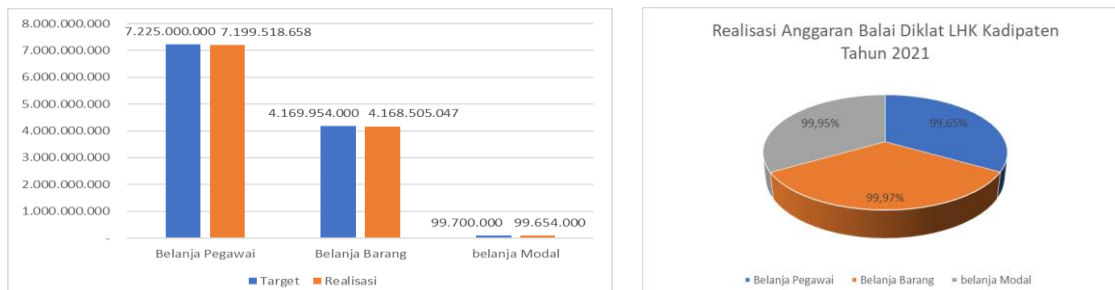 8.000.000.000
7.000.000.000
6.000.000.000
5.000.000.000
4.000.000.000
3.000.000.000
2.000.000.000
1.000.000.000
-
7.225.000.000 7.199.518.658
4.169.954.000 4.168.505.047
99.700.000 99.654.000
Belanja Pegawai Belanja Barang belanja Modal
Target Realisasi
Realisasi Anggaran Balai Diklat LHK Kadipaten
Tahun 2021
99,95% 99,65%
99,97%
Belanja Pegawai Belanja Barang belanja Modal